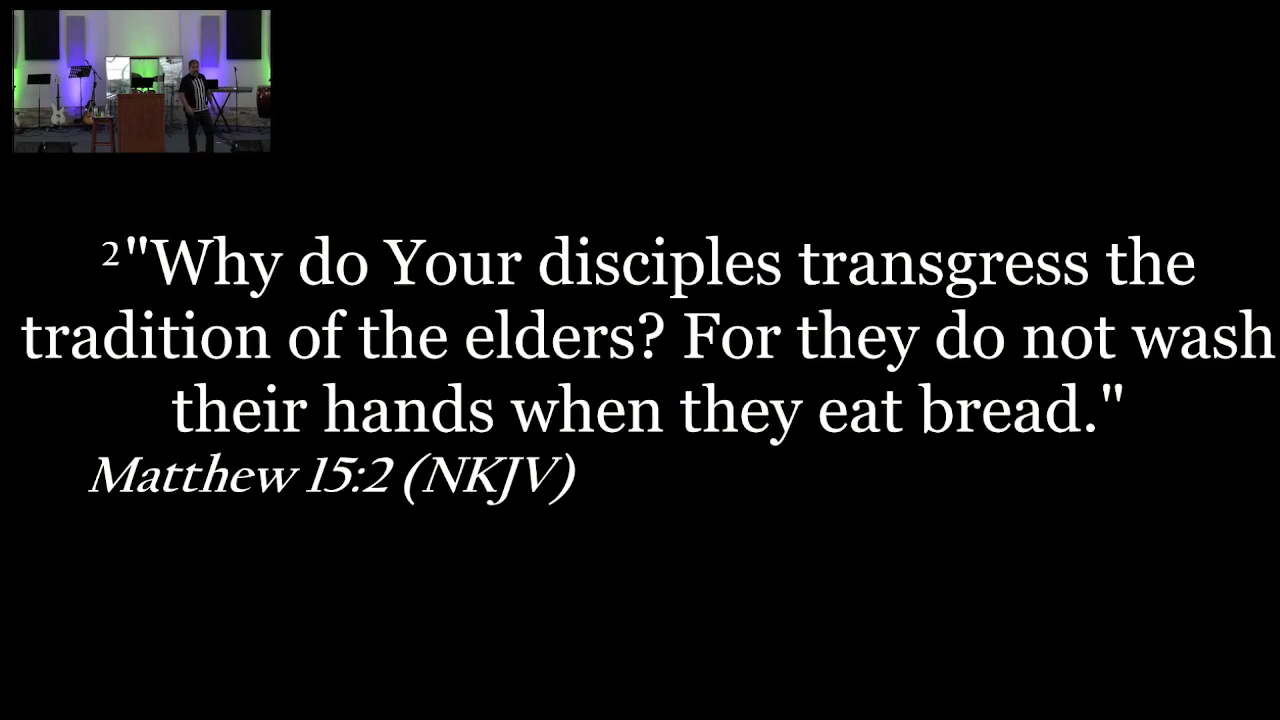 ²"Why do Your disciples transgress the
tradition of the elders? For they do not wash
their hands when they eat bread."
Matthew 15:2 (NKJV)